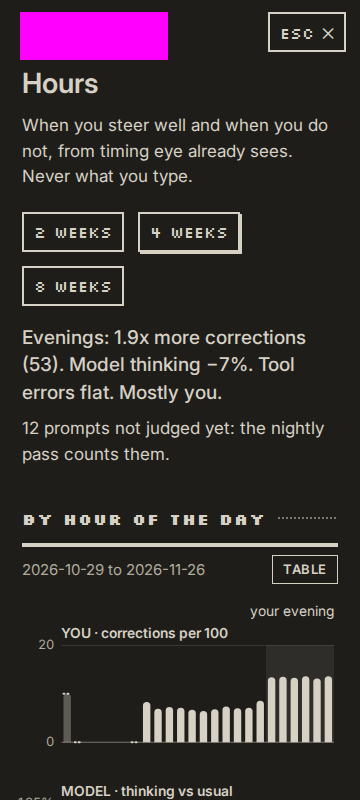 ESC ×
Hours
When you steer well and when you do
not, from timing eye already sees.
Never what you type.
2 WEEKS
4 WEEKS
8 WEEKS
Evenings: 1.9x more corrections
(53). Model thinking −7%. Tool
errors flat. Mostly you.
12 prompts not judged yet: the nightly
pass counts them.
BY HOUR OF THE DAY
2026-10-29 to 2026-11-26
TABLE
your evening
YOU · corrections per 100
20
0
MODEL · thinking vs usual